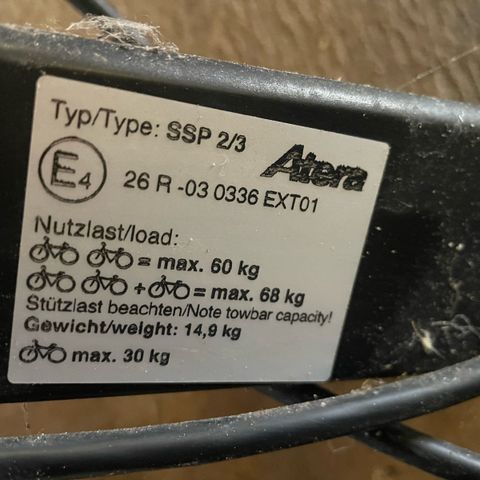 Typ/Type: SSP 2/3
Atera
E4
26 R -03 0336 EXT01
Nutzlast/load:
= max. 60 kg
+ = max. 68 kg
Stützlast beachten/Note towbar capacity!
Gewicht/weight: 14,9 kg
max. 30 kg